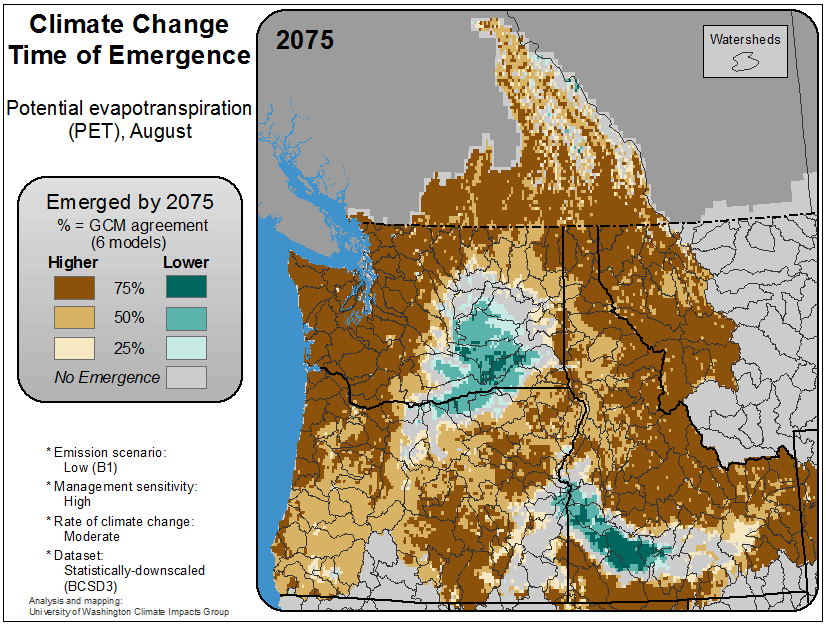 Climate Change
Time of Emergence
Potential evapotranspiration
(PET), August
Emerged by 2075
% = GCM agreement
(6 models)
Higher Lower
75%
50%
25%
No Emergence
* Emission scenario:
Low (B1)
* Management sensitivity:
High
* Rate of climate change:
Moderate
* Dataset:
Statistically-downscaled
(BCSD3)
Analysis and mapping:
University of Washington Climate Impacts Group
2075
Watersheds